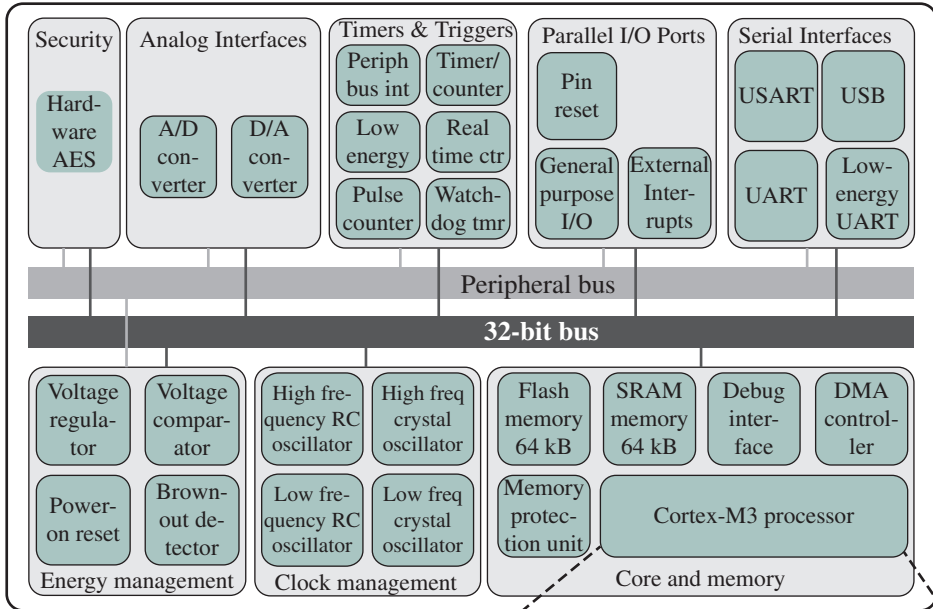 Security
Hard-
ware
AES
Analog Interfaces
A/D
con-
verter
D/A
con-
verter
Timers & Triggers
Periph
bus int
Timer/
counter
Low
energy
Real
time ctr
Pulse
counter
Watch-
dog tmr
Parallel I/O Ports
Pin
reset
General
purpose
I/O
External
Inter-
rupts
Serial Interfaces
USART
USB
UART
Low-
energy
UART
Peripheral bus
32-bit bus
Voltage
regula-
tor
Voltage
compar-
ator
Power-
on reset
Brown-
out de-
tector
Energy management
High fre-
quency RC
oscillator
High freq
crystal
oscillator
Low fre-
quency RC
oscillator
Low freq
crystal
oscillator
Clock management
Flash
memory
64 kB
SRAM
memory
64 kB
Debug
inter-
face
DMA
control-
ler
Memory
protec-
tion unit
Cortex-M3 processor
Core and memory